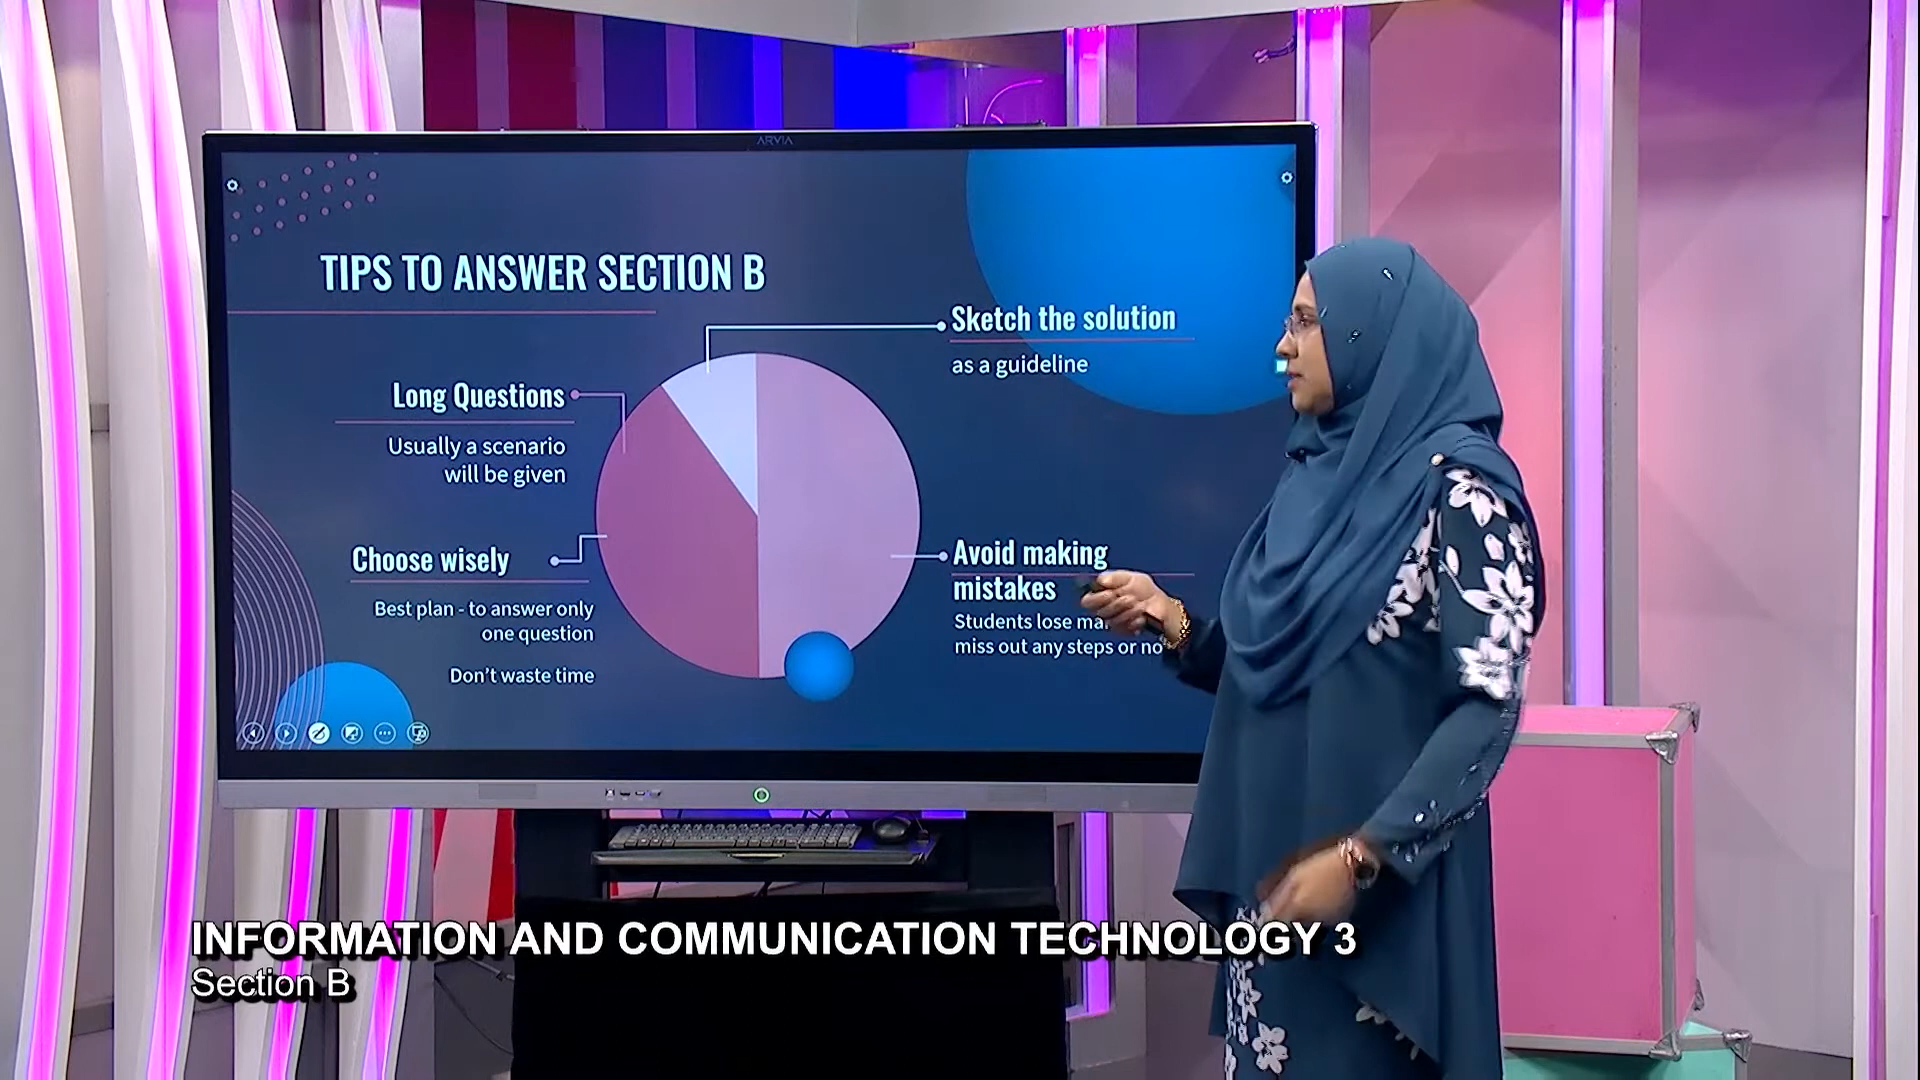 ARVIA
TIPS TO ANSWER SECTION B
Sketch the solution
as a guideline
Long Questions
Usually a scenario
will be given
Choose wisely
Best plan - to answer only
one question
Don't waste time
Avoid making
mistakes
Students lose
miss out any steps or
INFORMATION AND COMMUNICATION TECHNOLOGY 3
Section B